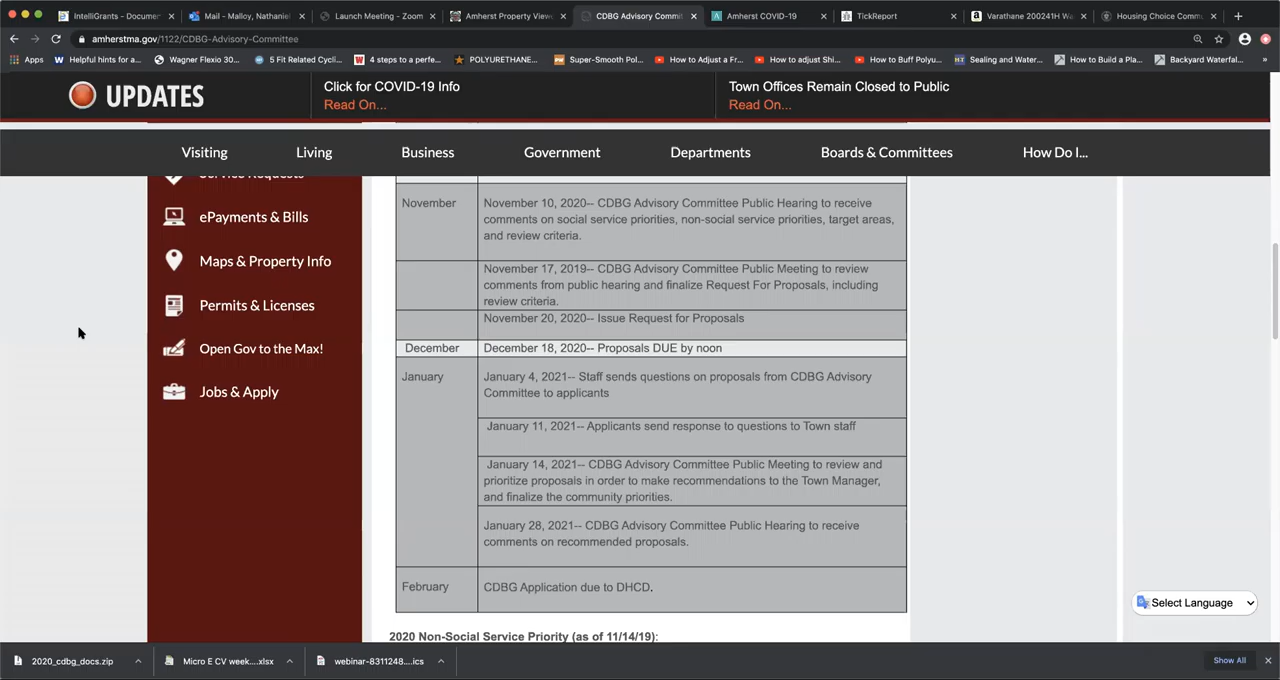 IntelliGrants - Documen
Mail - Malloy, Nathaniel
Launch Meeting - Zoom
Amherst Property View
CDBG Advisory Commit
Amherst COVID-19
TickReport
Varathane 200241H Wa
Housing Choice Comm
amherstma.gov/1122/CDBG-Advisory-Committee
Apps
Helpful hints for a...
Wagner Flexio 30...
5 Fit Related Cycli...
4 steps to a perfe...
POLYURETHANE...
Super-Smooth Pol...
How to Adjust a Fr...
How to adjust Shi...
How to Buff Polyu...
Sealing and Water...
How to Build a Pla...
Backyard Waterfal...
UPDATES
Click for COVID-19 Info
Read On...
Town Offices Remain Closed to Public
Read On...
Visiting
Living
Business
Government
Departments
Boards & Committees
How Do I...
Service Requests
ePayments & Bills
Maps & Property Info
Permits & Licenses
Open Gov to the Max!
Jobs & Apply
November
November 10, 2020-- CDBG Advisory Committee Public Hearing to receive
comments on social service priorities, non-social service priorities, target areas,
and review criteria.
November 17, 2019-- CDBG Advisory Committee Public Meeting to review
comments from public hearing and finalize Request For Proposals, including
review criteria.
November 20, 2020-- Issue Request for Proposals
December
December 18, 2020-- Proposals DUE by noon
January
January 4, 2021-- Staff sends questions on proposals from CDBG Advisory
Committee to applicants
January 11, 2021-- Applicants send response to questions to Town staff
January 14, 2021-- CDBG Advisory Committee Public Meeting to review and
prioritize proposals in order to make recommendations to the Town Manager,
and finalize the community priorities.
January 28, 2021-- CDBG Advisory Committee Public Hearing to receive
comments on recommended proposals.
February
CDBG Application due to DHCD.
2020 Non-Social Service Priority (as of 11/14/19):
Select Language
2020_cdbg_docs.zip
Micro E CV week....xlsx
webinar-8311248....ics
Show All